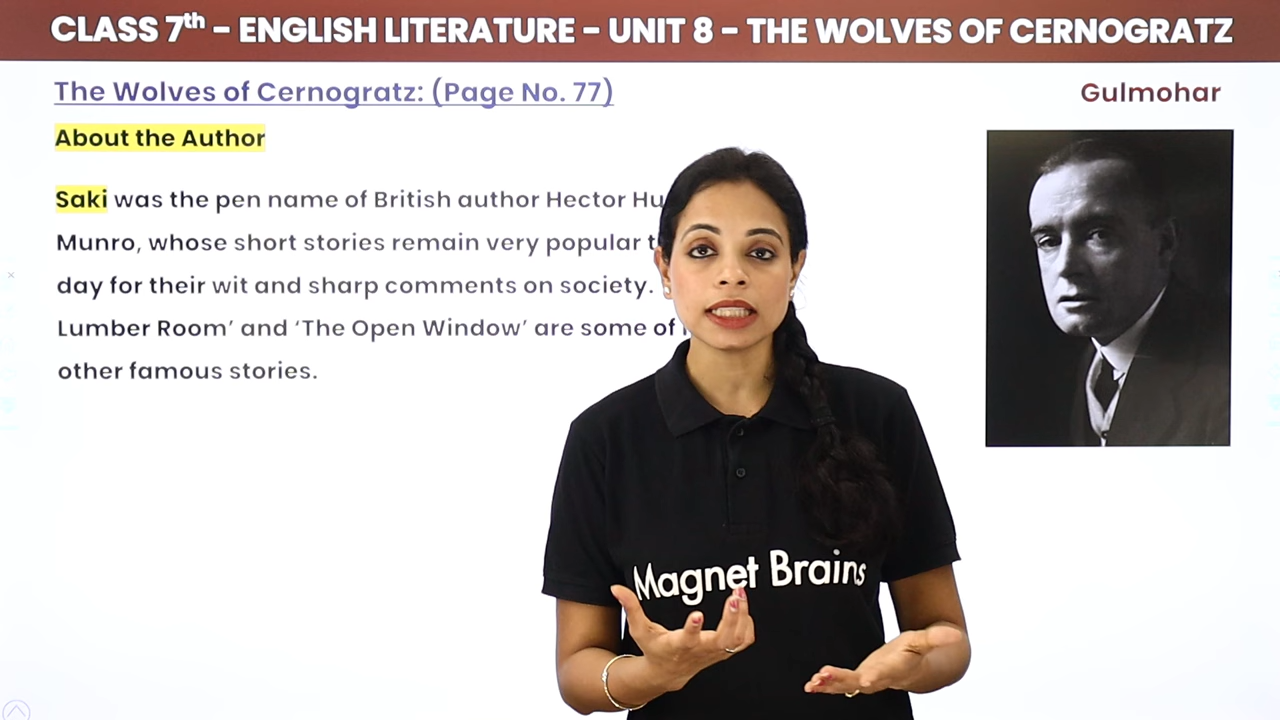 CLASS 7th – ENGLISH LITERATURE – UNIT 8 – THE WOLVES OF CERNOGRATZ
The Wolves of Cernogratz: (Page No. 77)
Gulmohar
About the Author
Saki was the pen name of British author Hector
Munro, whose short stories remain very popular
day for their wit and sharp comments on society.
Lumber Room’ and ‘The Open Window’ are some of
other famous stories.
Magnet Brains